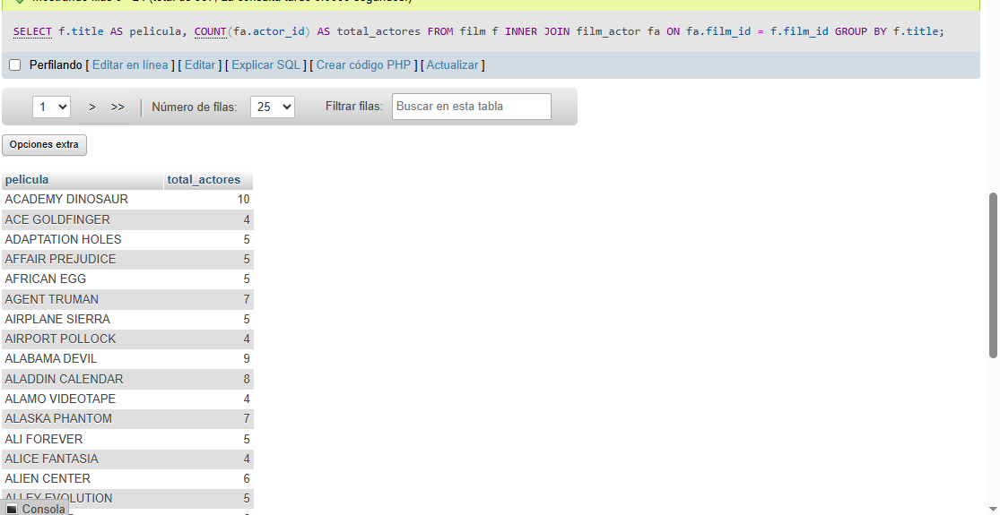 SELECT f.title AS pelicula, COUNT(fa.actor_id) AS total_actores FROM film f INNER JOIN film_actor fa ON fa.film_id = f.film_id GROUP BY f.title;
Perfilando [ Editar en línea ] [ Editar ] [ Explicar SQL ] [ Crear código PHP ] [ Actualizar ]
1 > >> | Número de filas: 25 Filtrar filas: Buscar en esta tabla
Opciones extra
pelicula total_actores
ACADEMY DINOSAUR 10
ACE GOLDFINGER 4
ADAPTATION HOLES 5
AFFAIR PREJUDICE 5
AFRICAN EGG 5
AGENT TRUMAN 7
AIRPLANE SIERRA 5
AIRPORT POLLOCK 4
ALABAMA DEVIL 9
ALADDIN CALENDAR 8
ALAMO VIDEOTAPE 4
ALASKA PHANTOM 7
ALI FOREVER 5
ALICE FANTASIA 4
ALIEN CENTER 6
ALLEY EVOLUTION 5
Consola